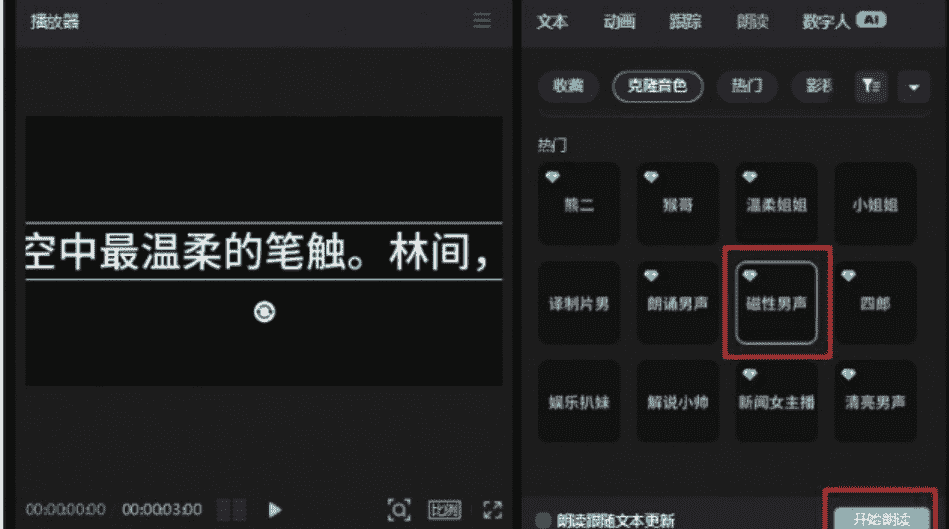 播放器
空中最温柔的笔触。林间，
00:00:00:00 00:00:03:00
比例
文本 动画 跟踪 朗读 数字人 AI
收藏 克隆音色 热门
热门
熊二 猴哥 温柔姐姐 小姐姐
译制片男 朗诵男声 磁性男声 四郎
娱乐扒妹 解说小帅 新闻女主播 清亮男声
朗读跟随文本更新
开始朗读